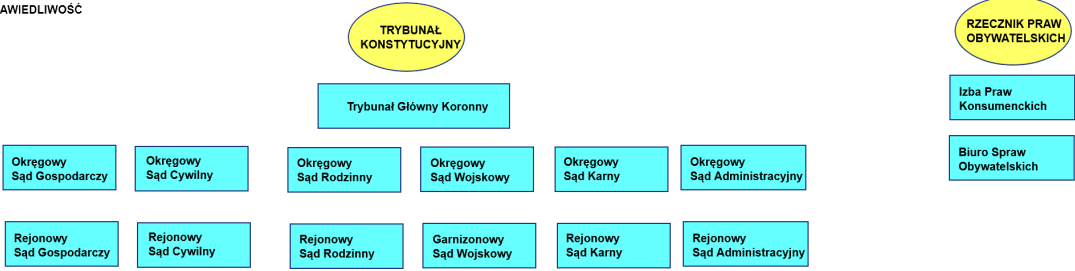 AWIEDLIWOŚĆ
TRYBUNAŁ
KONSTYTUCYJNY
RZECZNIK PRAW
OBYWATELSKICH
Trybunał Główny Koronny
Izba Praw
Konsumenckich
Biuro Spraw
Obywatelskich
Okręgowy
Sąd Gospodarczy
Okręgowy
Sąd Cywilny
Okręgowy
Sąd Rodzinny
Okręgowy
Sąd Wojskowy
Okręgowy
Sąd Karny
Okręgowy
Sąd Administracyjny
Rejonowy
Sąd Gospodarczy
Rejonowy
Sąd Cywilny
Rejonowy
Sąd Rodzinny
Garnizonowy
Sąd Wojskowy
Rejonowy
Sąd Karny
Rejonowy
Sąd Administracyjny